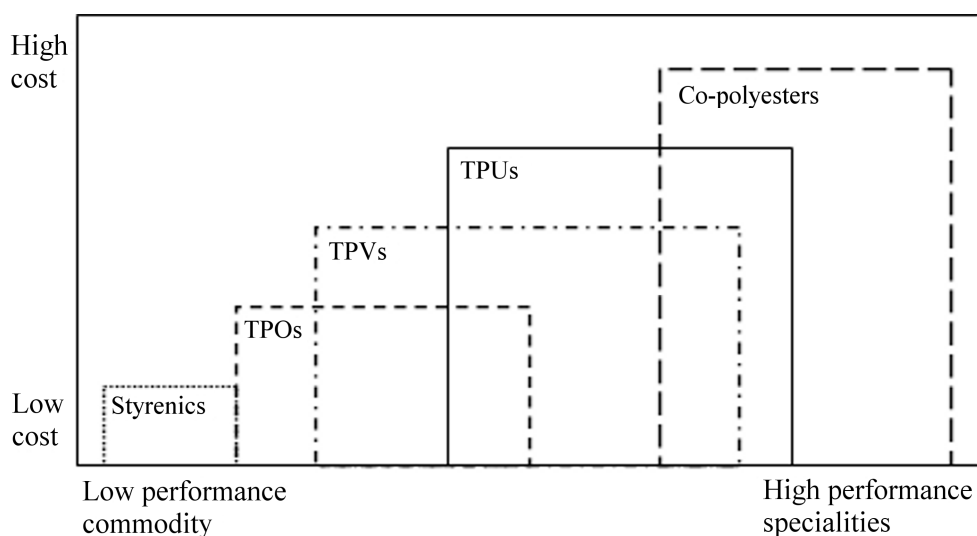 High
cost
Co-polyesters
TPUs
TPVs
TPOs
Styrenics
Low
cost
Low performance
commodity
High performance
specialities